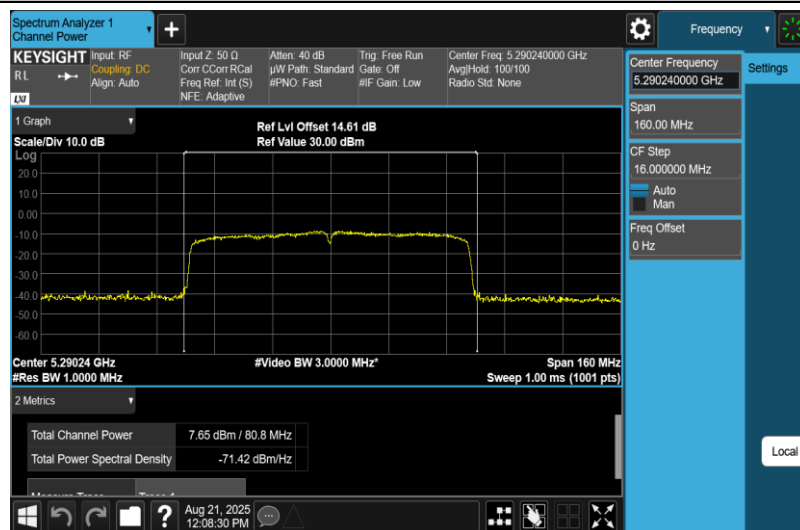 Spectrum Analyzer 1
Channel Power
+
Frequency
KEYSIGHT
RL
LXI
Input: RF
Coupling: DC
Align: Auto
Input Z: 50 Ω
Corr CCorr RCal
Freq Ref: Int (S)
NFE: Adaptive
Atten: 40 dB
µW Path: Standard
#PNO: Fast
Trig: Free Run
Gate: Off
#IF Gain: Low
Center Freq: 5.290240000 GHz
Avg|Hold: 100/100
Radio Std: None
Center Frequency
5.290240000 GHz
Settings
Span
160.00 MHz
CF Step
16.000000 MHz
Auto
Man
Freq Offset
0 Hz
Local
1 Graph
Scale/Div 10.0 dB
Ref Lvl Offset 14.61 dB
Ref Value 30.00 dBm
Log
20.0
10.0
0.00
-10.0
-20.0
-30.0
-40.0
-50.0
-60.0
Center 5.29024 GHz
#Video BW 3.0000 MHz*
Span 160 MHz
#Res BW 1.0000 MHz
Sweep 1.00 ms (1001 pts)
2 Metrics
Total Channel Power 7.65 dBm / 80.8 MHz
Total Power Spectral Density -71.42 dBm/Hz
?
Aug 21, 2025
12:08:30 PM